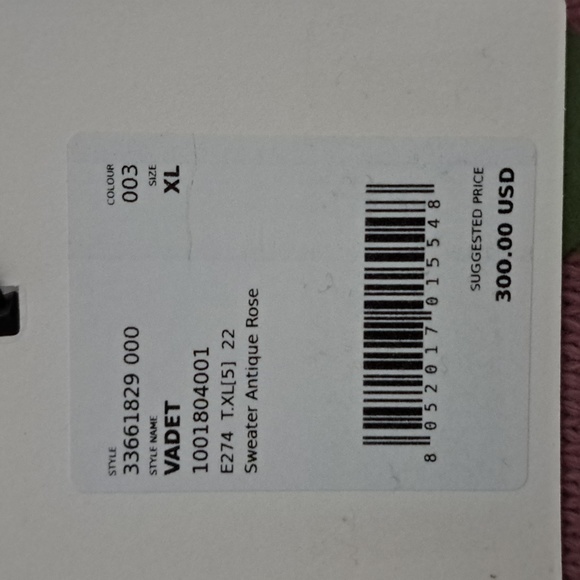 STYLE
33661829 000
COLOUR
003
STYLE NAME
VADET
SIZE
XL
1001804001
E274 T.XL[5] 22
Sweater Antique Rose
8 052017 015548
SUGGESTED PRICE
300.00 USD